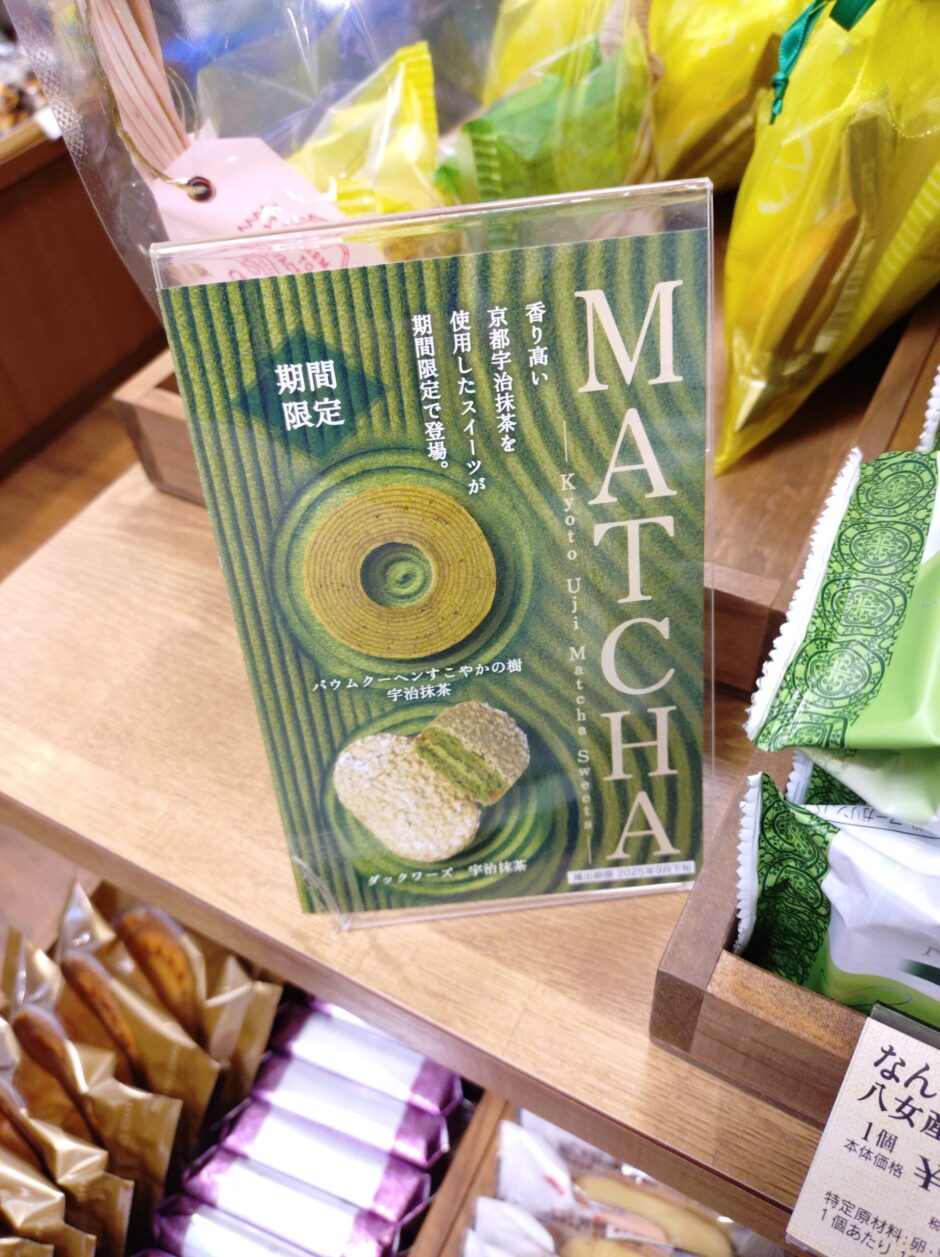 MATCHA
Kyoto Uji Matcha Sweets
香り高い
京都宇治抹茶を
使用したスイーツが
期間限定で登場。
期間
限定
バウムクーヘンすこやかの樹
宇治抹茶
ダックワーズ 宇治抹茶
掲出期限 2025年9月下旬
なん
八女産
1個
本体価格 ¥
税
特定原材料:卵
1個あたり